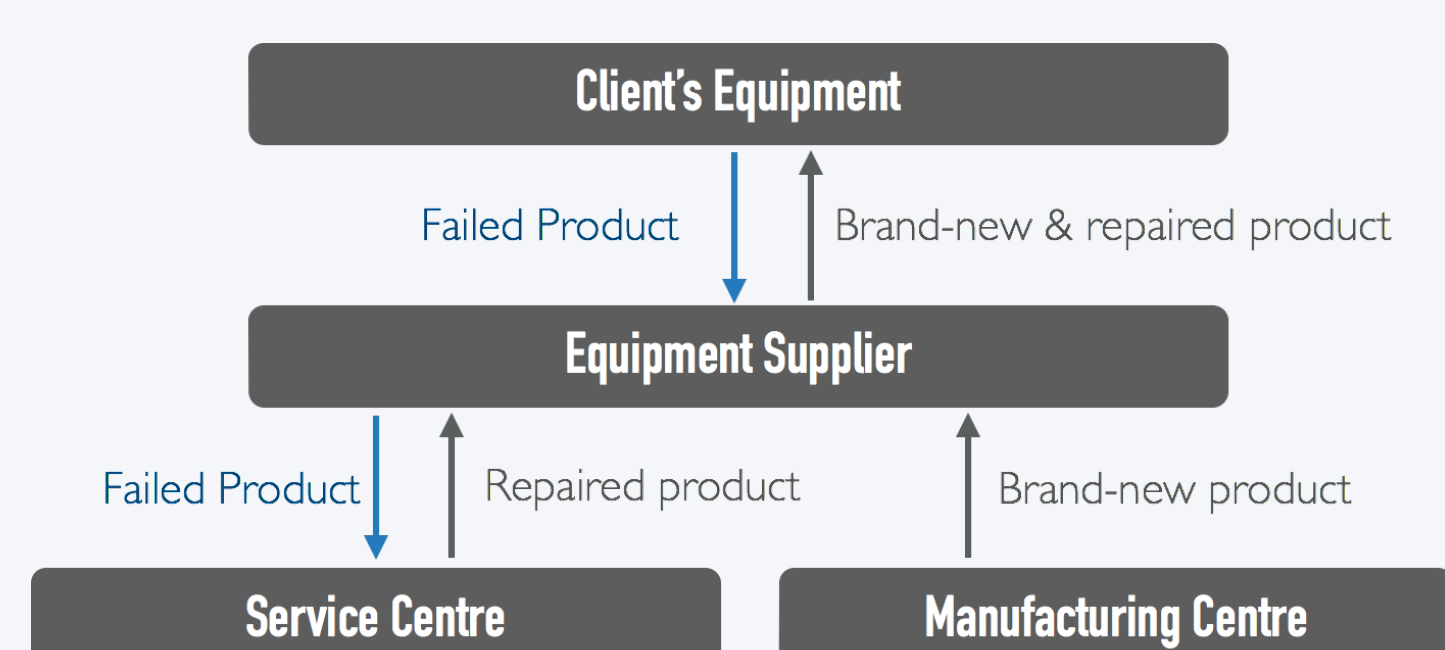 Client's Equipment
Failed Product
Brand-new & repaired product
Equipment Supplier
Failed Product
Repaired product
Brand-new product
Service Centre
Manufacturing Centre